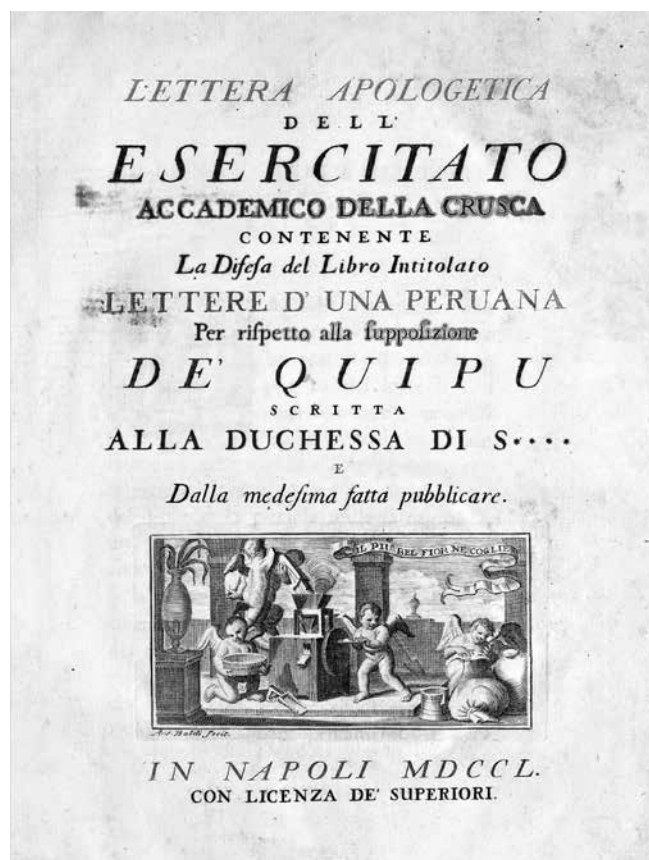 LETTERA APOLOGETICA
DELL'
ESERCITATO
ACCADEMICO DELLA CRUSCA
CONTENENTE
La Difeſa del Libro Intitolato
LETTERE D' UNA PERUANA
Per riſpetto alla ſuppoſizione
DE' QUIPU
SCRITTA
ALLA DUCHESSA DI S····
E
Dalla medeſima fatta pubblicare.
IL PIU BEL FIOR NE COGLIE
Baldi
IN NAPOLI MDCCL.
CON LICENZA DE' SUPERIORI.